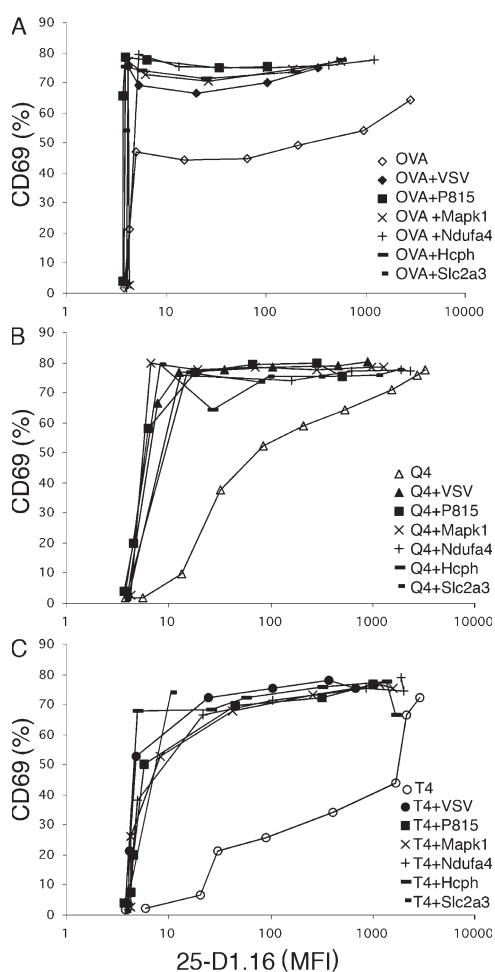 A
CD69 (%)
90
80
70
60
50
40
30
20
10
0
1
10
100
1000
10000
OVA
OVA+VSV
OVA+P815
OVA +Mapk1
OVA+Ndufa4
OVA+Hcph
OVA+Slc2a3
B
CD69 (%)
90
80
70
60
50
40
30
20
10
0
1
10
100
1000
10000
Q4
Q4+VSV
Q4+P815
Q4+Mapk1
Q4+Ndufa4
Q4+Hcph
Q4+Slc2a3
C
CD69 (%)
90
80
70
60
50
40
30
20
10
0
1
10
100
1000
10000
T4
T4+VSV
T4+P815
T4+Mapk1
T4+Ndufa4
T4+Hcph
T4+Slc2a3
25-D1.16 (MFI)